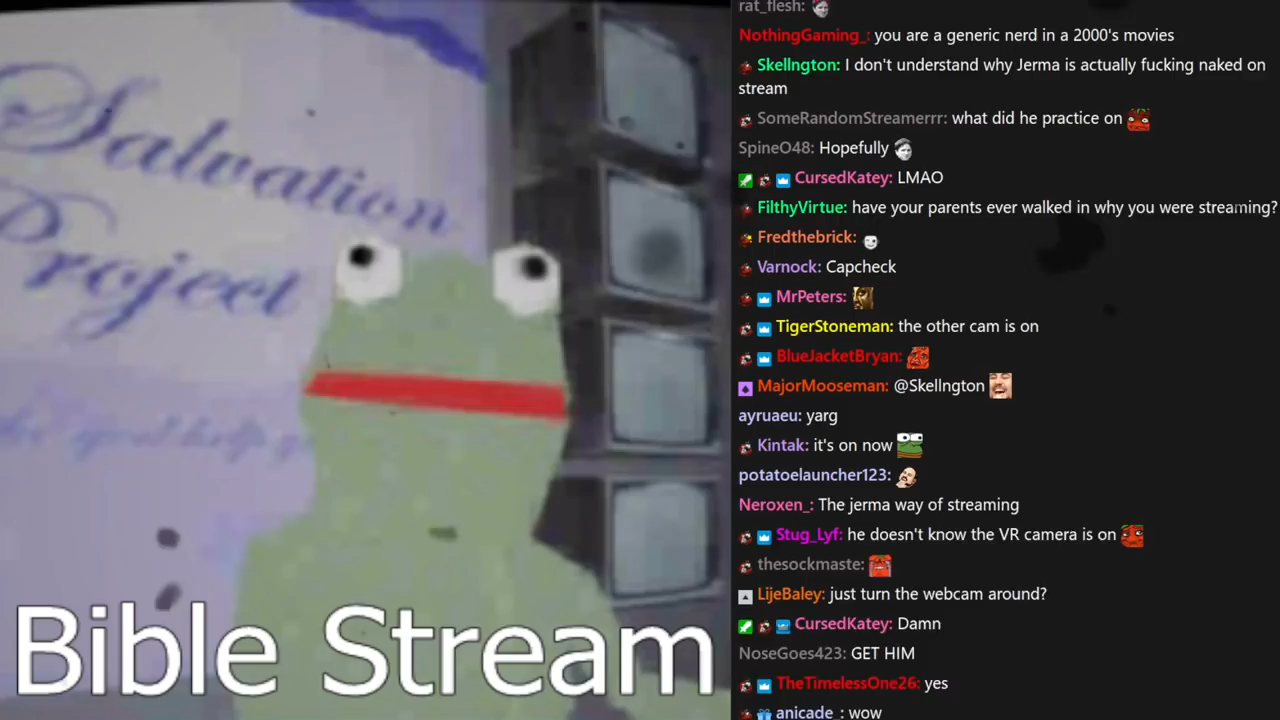 Salvation
Project
Bible Stream
rat_flesh:
NothingGaming_: you are a generic nerd in a 2000's movies
Skellngton: I don't understand why Jerma is actually fucking naked on
stream
SomeRandomStreamerrr: what did he practice on
SpineO48: Hopefully
CursedKatey: LMAO
FilthyVirtue: have your parents ever walked in why you were streaming?
Fredthebrick:
Varnock: Capcheck
MrPeters:
TigerStoneman: the other cam is on
BlueJacketBryan:
MajorMooseman: @Skellngton
ayruaeu: yarg
Kintak: it's on now
potatoelauncher123:
Neroxen_: The jerma way of streaming
Stug_Lyf: he doesn't know the VR camera is on
thesockmaste:
LijeBaley: just turn the webcam around?
CursedKatey: Damn
NoseGoes423: GET HIM
TheTimelessOne26: yes
anicade_: wow